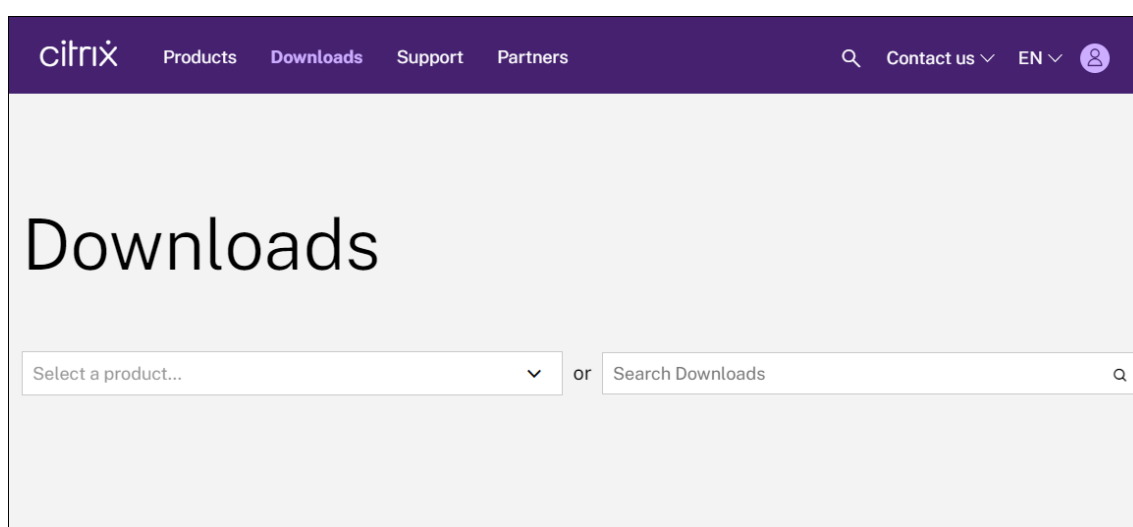 citrix Products Downloads Support Partners Contact us EN
Downloads
Select a product... or Search Downloads